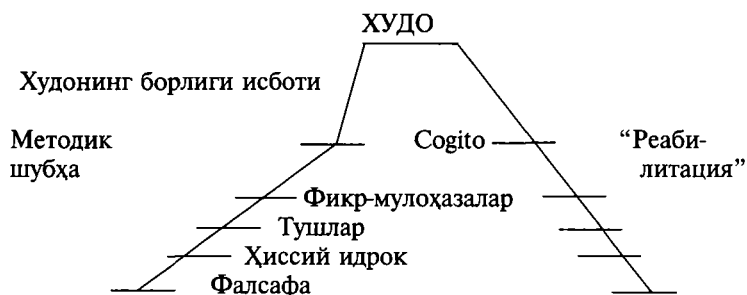 ХУДО
Худонинг борлиги исботи
Методик
шубҳа
Cogito
“Реаби-
литация”
Фикр-мулоҳазалар
Тушлар
Ҳиссий идрок
Фалсафа